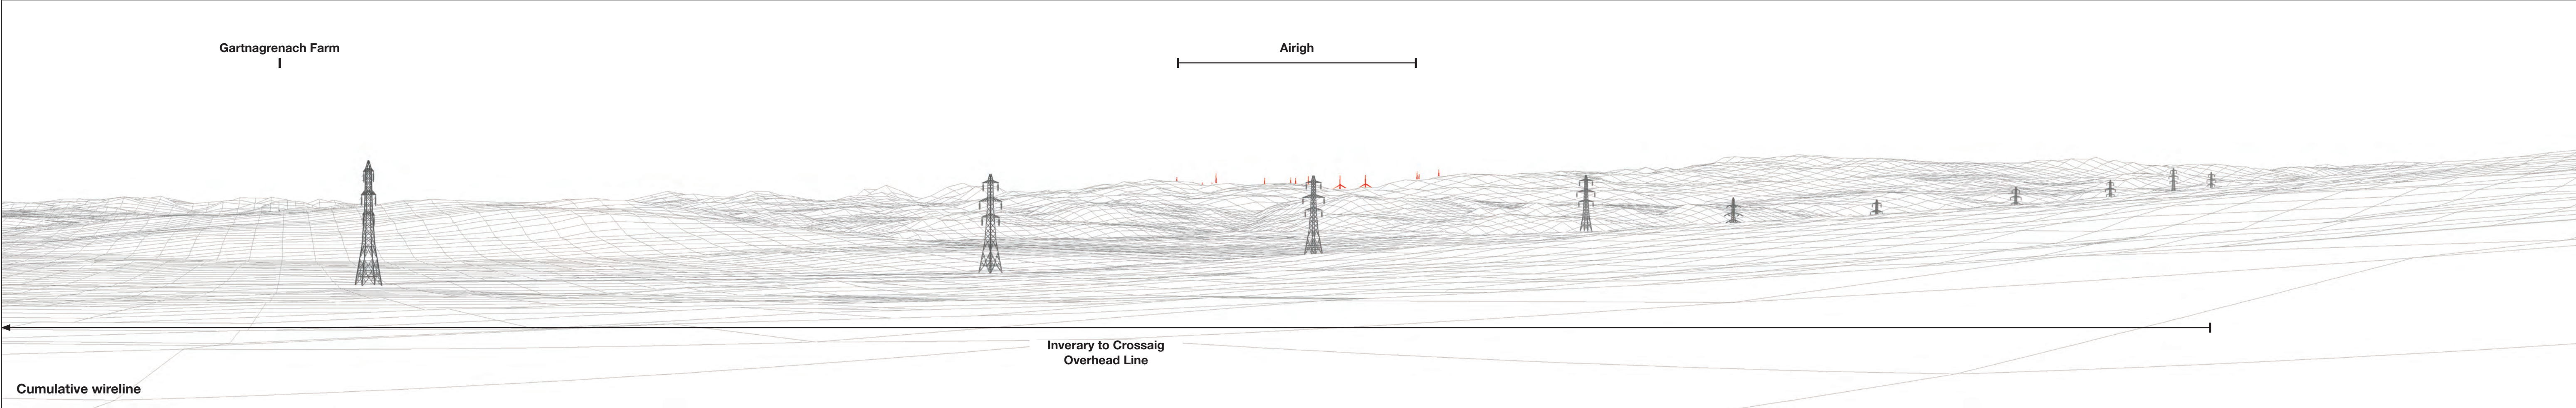 Gartnagrenach Farm
Airigh
Inverary to Crossaig
Overhead Line
Cumulative wireline